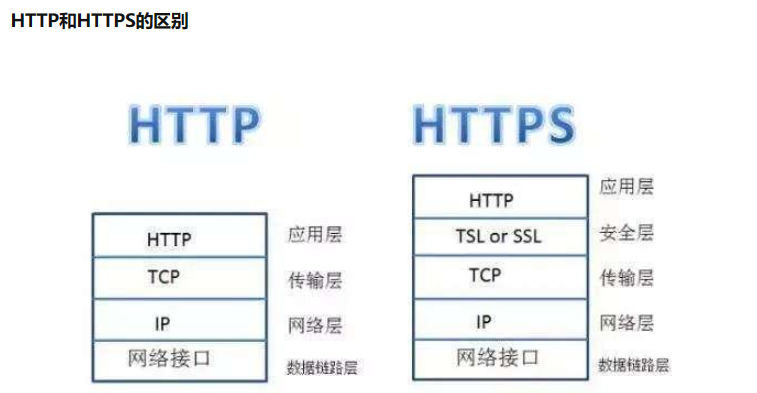 HTTP和HTTPS的区别
HTTP
HTTPS
HTTP 应用层
TCP 传输层
IP 网络层
网络接口 数据链路层
HTTP 应用层
TSL or SSL 安全层
TCP 传输层
IP 网络层
网络接口 数据链路层